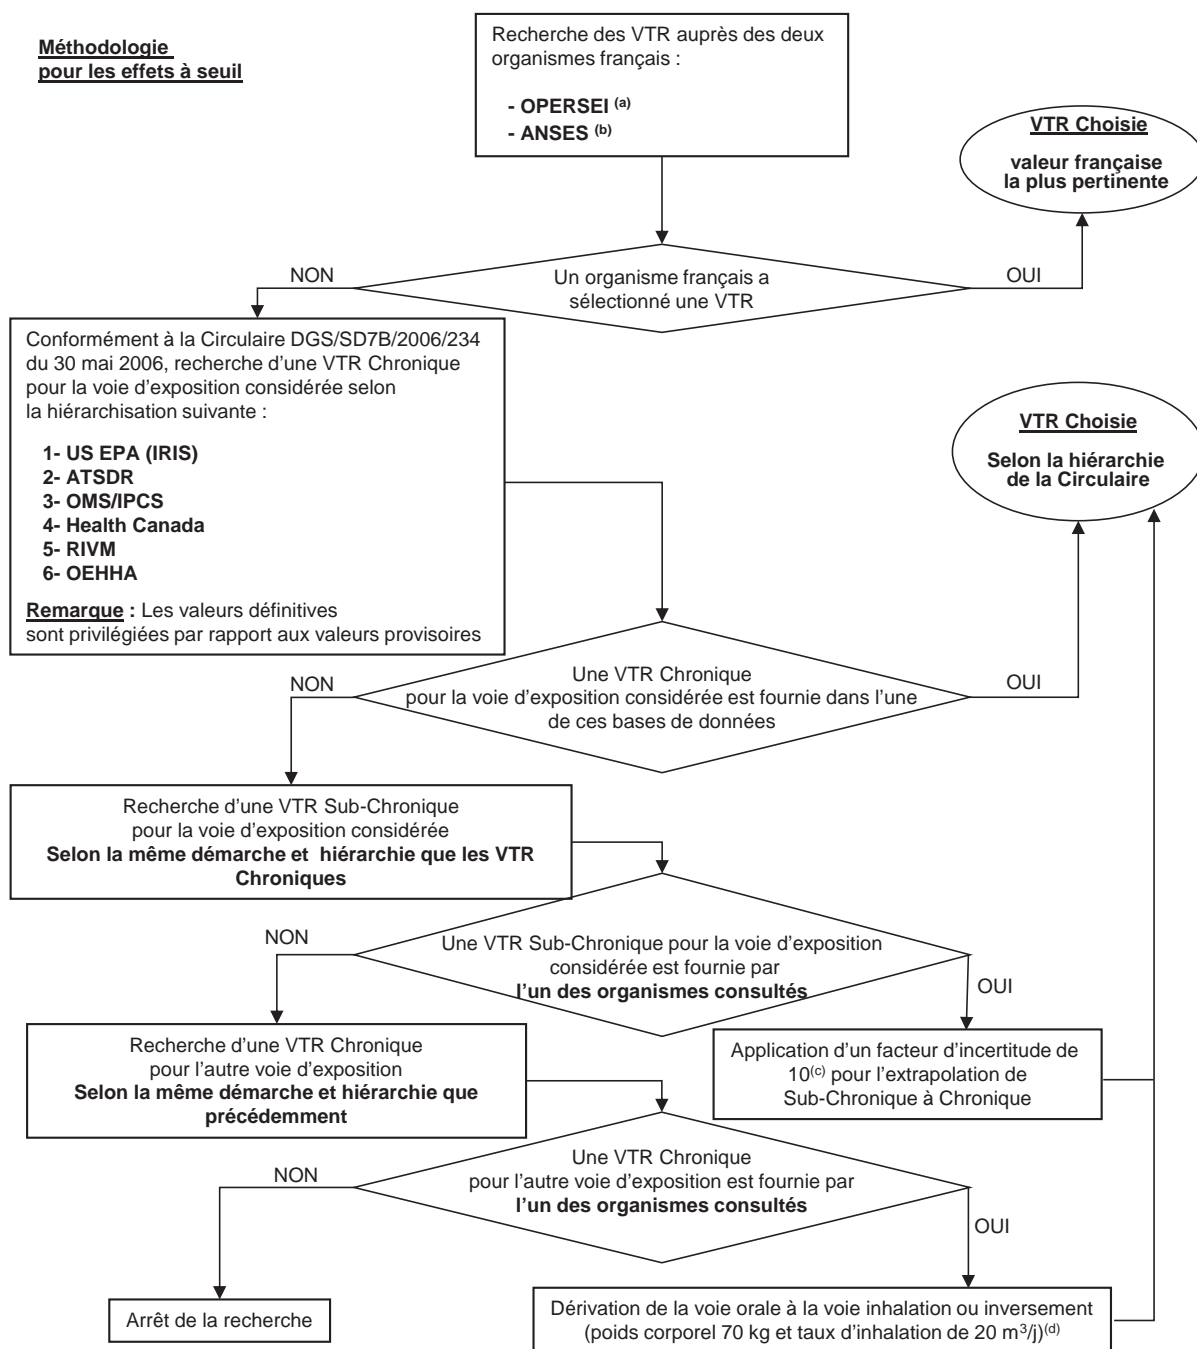 Méthodologie
pour les effets à seuil
Recherche des VTR auprès des deux
organismes français :
- OPERSEI (a)
- ANSES (b)
VTR Choisie
valeur française
la plus pertinente
NON
Un organisme français a
sélectionné une VTR
OUI
Conformément à la Circulaire DGS/SD7B/2006/234
du 30 mai 2006, recherche d'une VTR Chronique
pour la voie d'exposition considérée selon
la hiérarchisation suivante :
1- US EPA (IRIS)
2- ATSDR
3- OMS/IPCS
4- Health Canada
5- RIVM
6- OEHHA
Remarque : Les valeurs définitives
sont privilégiées par rapport aux valeurs provisoires
VTR Choisie
Selon la hiérarchie
de la Circulaire
NON
Une VTR Chronique
pour la voie d'exposition considérée est fournie dans l'une
de ces bases de données
OUI
Recherche d'une VTR Sub-Chronique
pour la voie d'exposition considérée
Selon la même démarche et hiérarchie que les VTR
Chroniques
NON
Une VTR Sub-Chronique pour la voie d'exposition
considérée est fournie par
l'un des organismes consultés
OUI
Recherche d'une VTR Chronique
pour l'autre voie d'exposition
Selon la même démarche et hiérarchie que
précédemment
Application d'un facteur d'incertitude de
10(c) pour l'extrapolation de
Sub-Chronique à Chronique
NON
Une VTR Chronique
pour l'autre voie d'exposition est fournie par
l'un des organismes consultés
OUI
Arrêt de la recherche
Dérivation de la voie orale à la voie inhalation ou inversement
(poids corporel 70 kg et taux d'inhalation de 20 m³/j)(d)